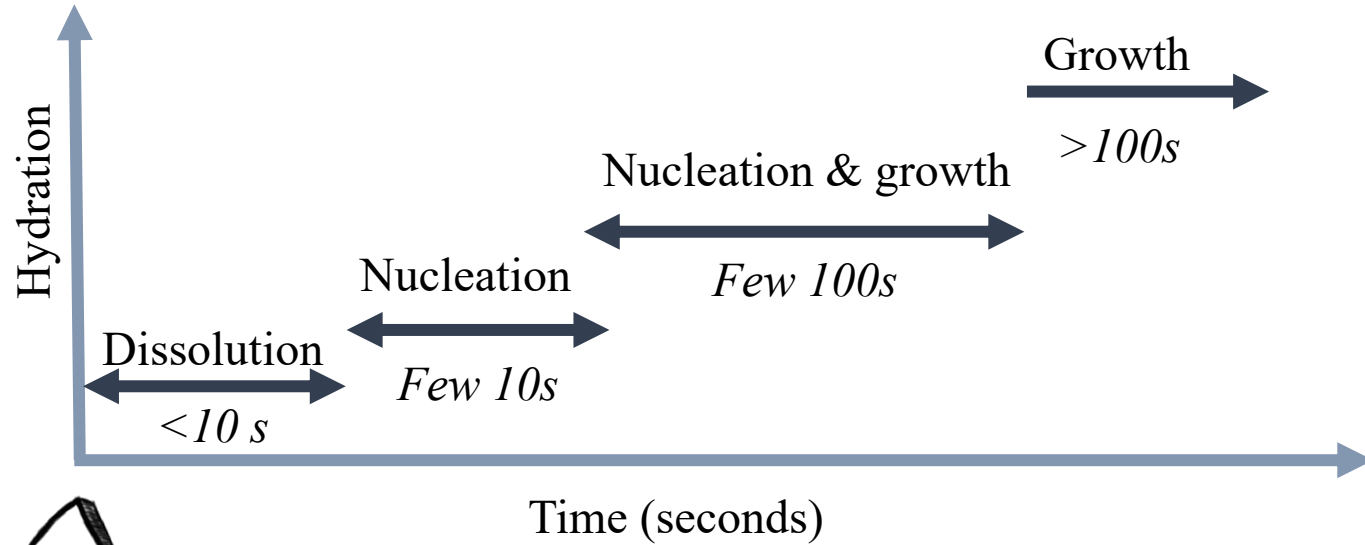 Growth
>100s
Nucleation & growth
Few 100s
Nucleation
Few 10s
Dissolution
<10 s
Hydration
Time (seconds)